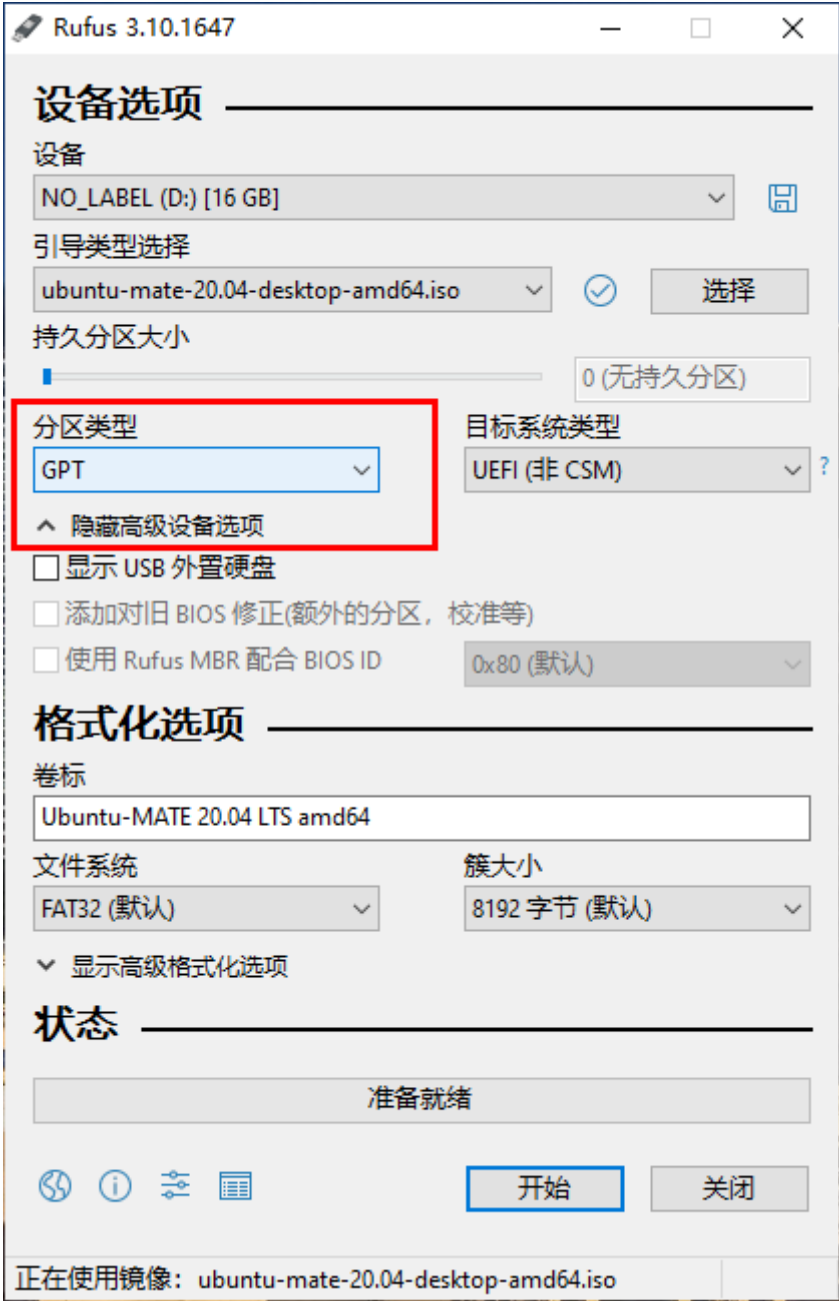 Rufus 3.10.1647
设备选项
设备
NO_LABEL (D:) [16 GB]
引导类型选择
ubuntu-mate-20.04-desktop-amd64.iso 选择
持久分区大小
0 (无持久分区)
分区类型 目标系统类型
GPT UEFI (非 CSM) ?
隐藏高级设备选项
显示 USB 外置硬盘
添加对旧 BIOS 修正(额外的分区，校准等)
使用 Rufus MBR 配合 BIOS ID 0x80 (默认)
格式化选项
卷标
Ubuntu-MATE 20.04 LTS amd64
文件系统 簇大小
FAT32 (默认) 8192 字节 (默认)
显示高级格式化选项
状态
准备就绪
开始 关闭
正在使用镜像：ubuntu-mate-20.04-desktop-amd64.iso